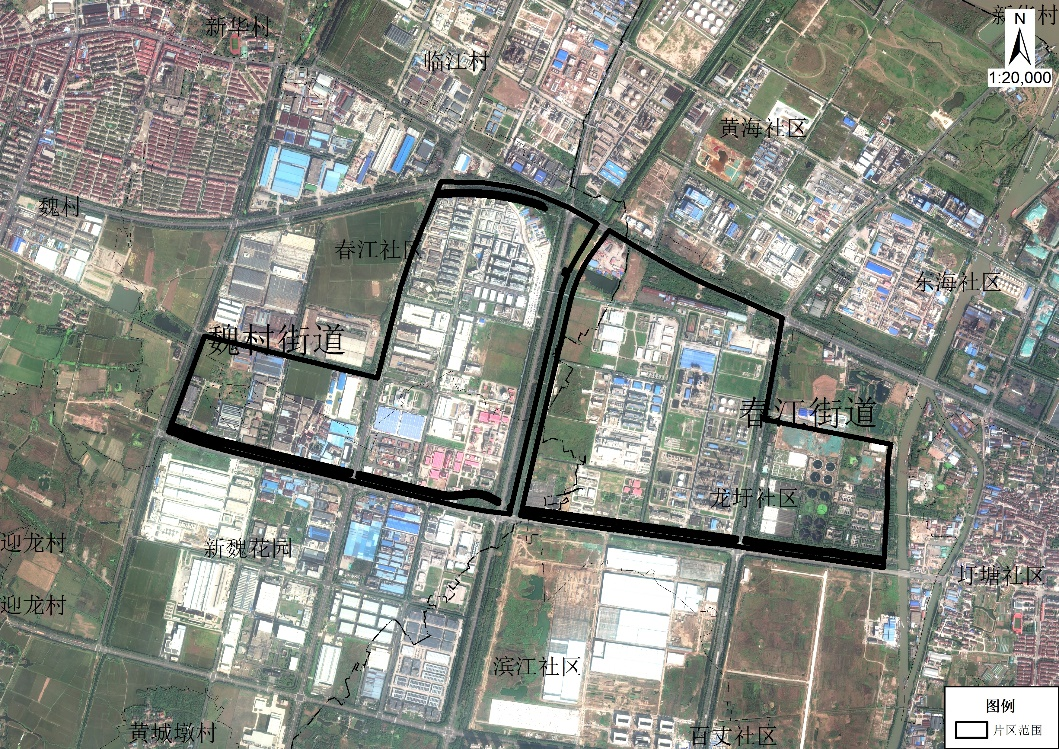 新华村
新华村
N
临江村
1:20,000
黄海社区
魏村
春江社区
东海社区
魏村街道
春江街道
龙圩社区
迎龙村
新魏花园
圩塘社区
迎龙村
滨江社区
图例
片区范围
黄城墩村
百丈社区